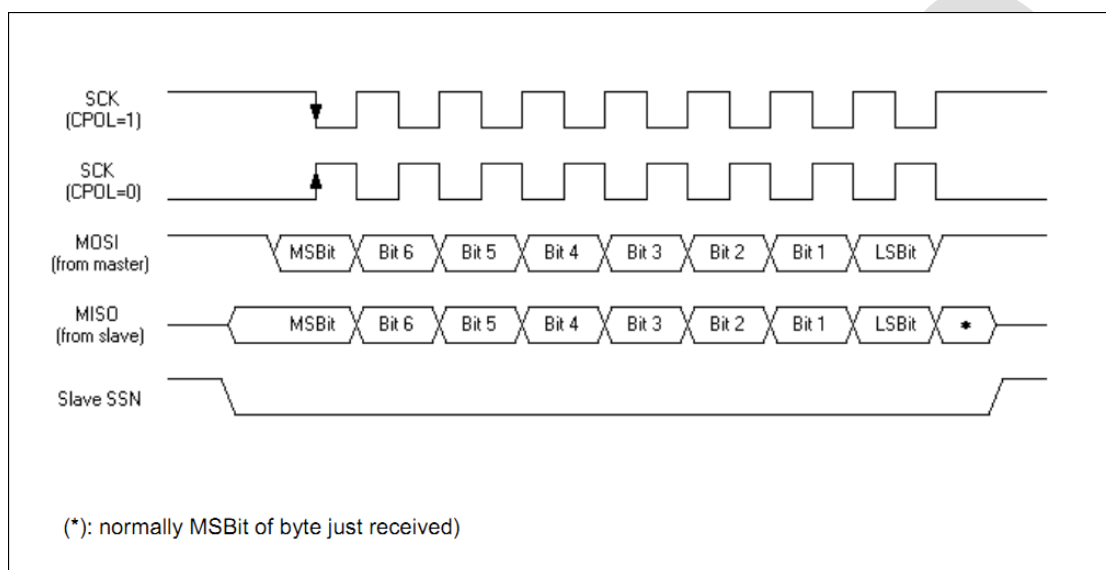 SCK
(CPOL=1)
SCK
(CPOL=0)
MOSI
(from master)
MSBit Bit 6 Bit 5 Bit 4 Bit 3 Bit 2 Bit 1 LSBit
MISO
(from slave)
MSBit Bit 6 Bit 5 Bit 4 Bit 3 Bit 2 Bit 1 LSBit *
Slave SSN
(*): normally MSBit of byte just received)